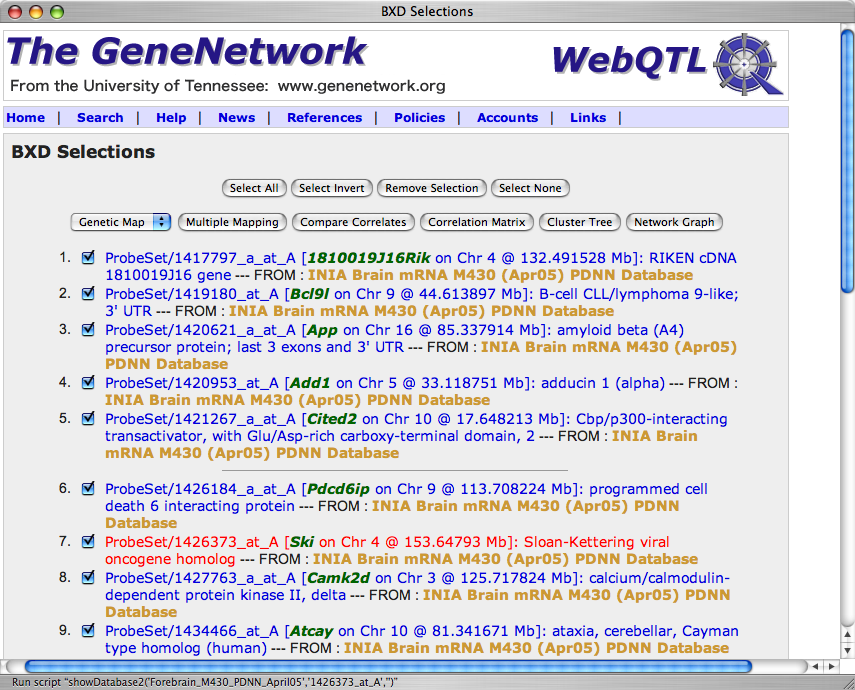 BXD Selections
The GeneNetwork
WebQTL
From the University of Tennessee: www.genenetwork.org
Home | Search | Help | News | References | Policies | Accounts | Links |
BXD Selections
Select All Select Invert Remove Selection Select None
Genetic Map Multiple Mapping Compare Correlates Correlation Matrix Cluster Tree Network Graph
1. ProbeSet/1417797_a_at_A [1810019J16Rik on Chr 4 @ 132.491528 Mb]: RIKEN cDNA
1810019J16 gene --- FROM : INIA Brain mRNA M430 (Apr05) PDNN Database
2. ProbeSet/1419180_at_A [Bcl9l on Chr 9 @ 44.613897 Mb]: B-cell CLL/lymphoma 9-like;
3' UTR --- FROM : INIA Brain mRNA M430 (Apr05) PDNN Database
3. ProbeSet/1420621_a_at_A [App on Chr 16 @ 85.337914 Mb]: amyloid beta (A4)
precursor protein; last 3 exons and 3' UTR --- FROM : INIA Brain mRNA M430 (Apr05)
PDNN Database
4. ProbeSet/1420953_at_A [Add1 on Chr 5 @ 33.118751 Mb]: adducin 1 (alpha) --- FROM :
INIA Brain mRNA M430 (Apr05) PDNN Database
5. ProbeSet/1421267_a_at_A [Cited2 on Chr 10 @ 17.648213 Mb]: Cbp/p300-interacting
transactivator, with Glu/Asp-rich carboxy-terminal domain, 2 --- FROM : INIA Brain
mRNA M430 (Apr05) PDNN Database
6. ProbeSet/1426184_a_at_A [Pdcd6ip on Chr 9 @ 113.708224 Mb]: programmed cell
death 6 interacting protein --- FROM : INIA Brain mRNA M430 (Apr05) PDNN
Database
7. ProbeSet/1426373_at_A [Ski on Chr 4 @ 153.64793 Mb]: Sloan-Kettering viral
oncogene homolog --- FROM : INIA Brain mRNA M430 (Apr05) PDNN Database
8. ProbeSet/1427763_a_at_A [Camk2d on Chr 3 @ 125.717824 Mb]: calcium/calmodulin-
dependent protein kinase II, delta --- FROM : INIA Brain mRNA M430 (Apr05) PDNN
Database
9. ProbeSet/1434466_at_A [Atcay on Chr 10 @ 81.341671 Mb]: ataxia, cerebellar, Cayman
type homolog (human) --- FROM : INIA Brain mRNA M430 (Apr05) PDNN Database
Run script "showDatabase2('Forebrain_M430_PDNN_April05','1426373_at_A','')"